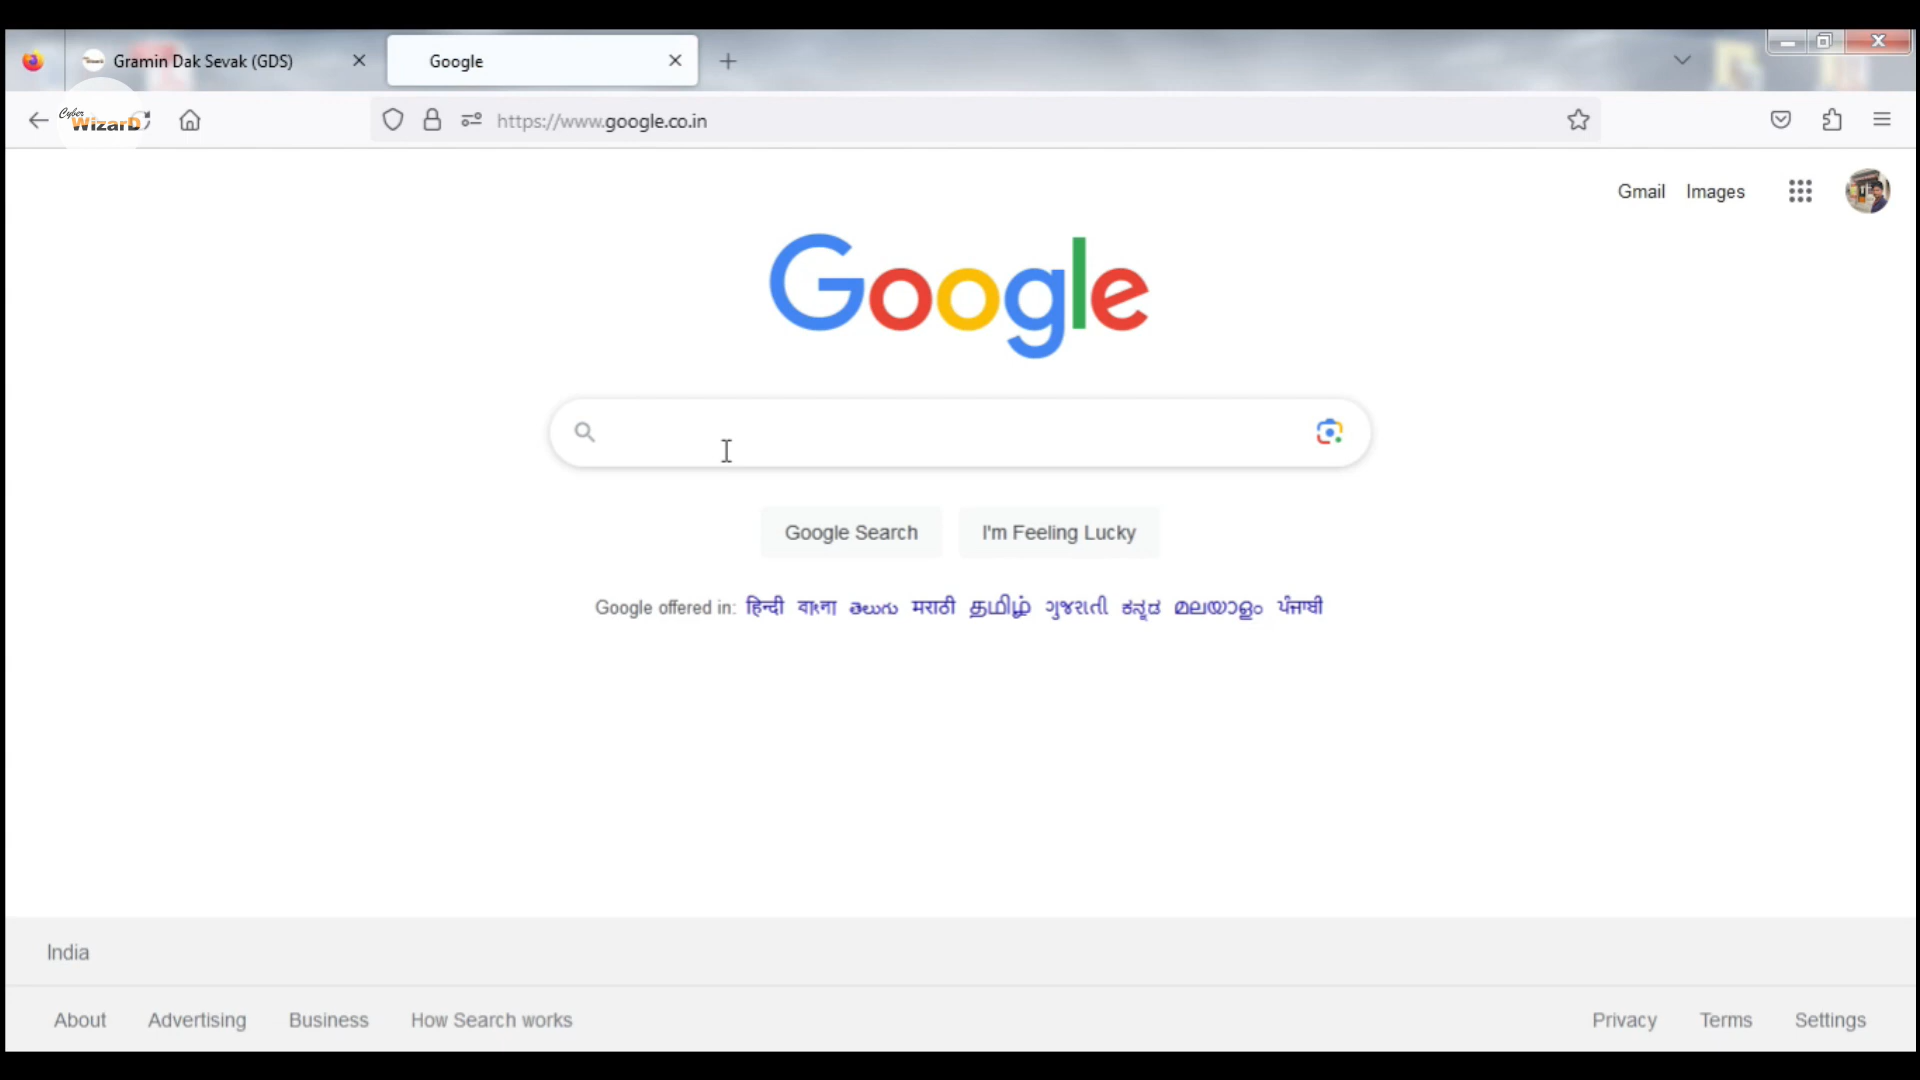 Gramin Dak Sevak (GDS)
Google
Cyber
WizarD
https://www.google.co.in
Gmail Images
Google
Google Search I'm Feeling Lucky
Google offered in: हिन्दी বাংলা తెలుగు मराठी தமிழ் ગુજરાતી ಕನ್ನಡ മലയാളം ਪੰਜਾਬੀ
India
About Advertising Business How Search works Privacy Terms Settings